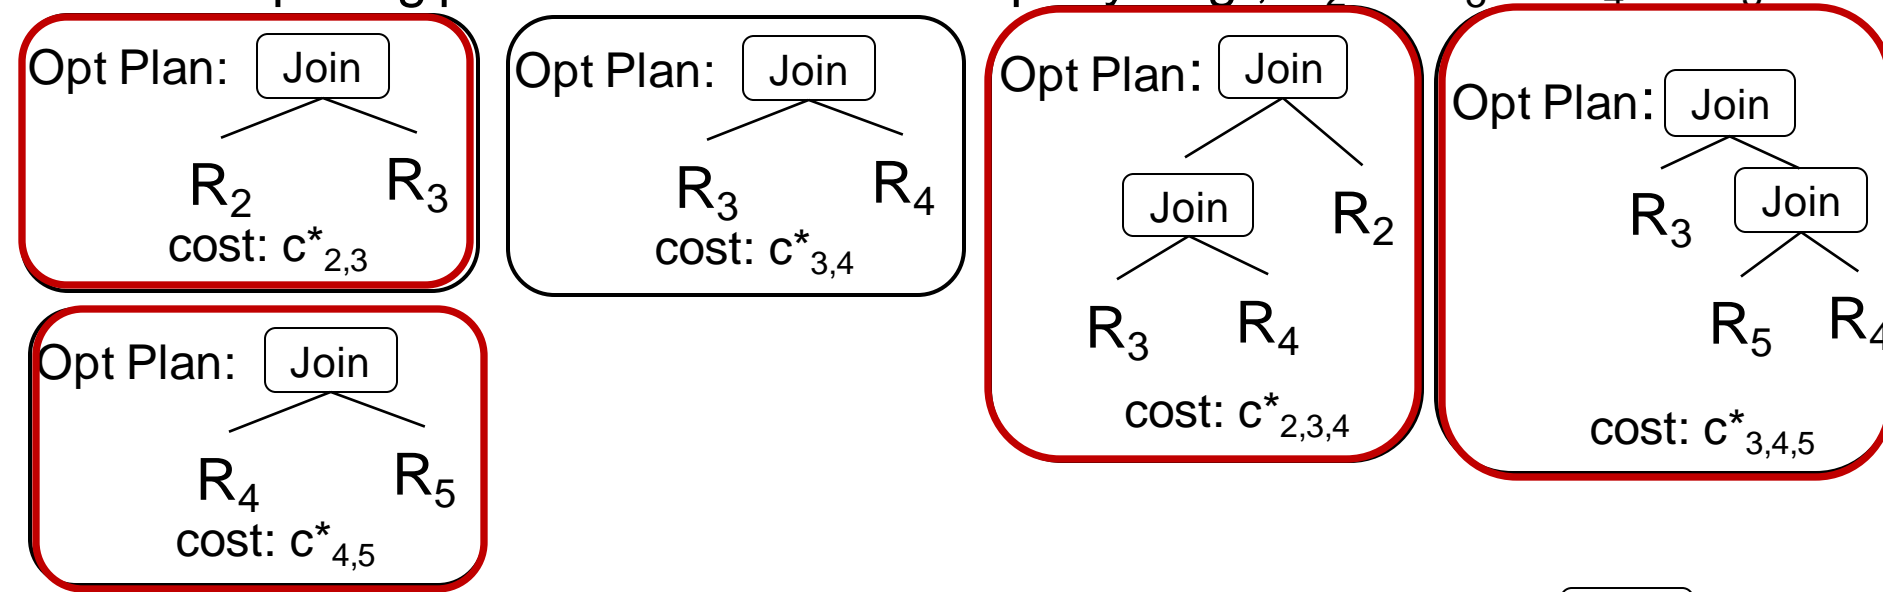 Opt Plan: Join
R2 R3
cost: c*2,3
Opt Plan: Join
R3 R4
cost: c*3,4
Opt Plan: Join
Join R2
R3 R4
cost: c*2,3,4
Opt Plan: Join
R3 Join
R5 R4
cost: c*3,4,5
Opt Plan: Join
R4 R5
cost: c*4,5